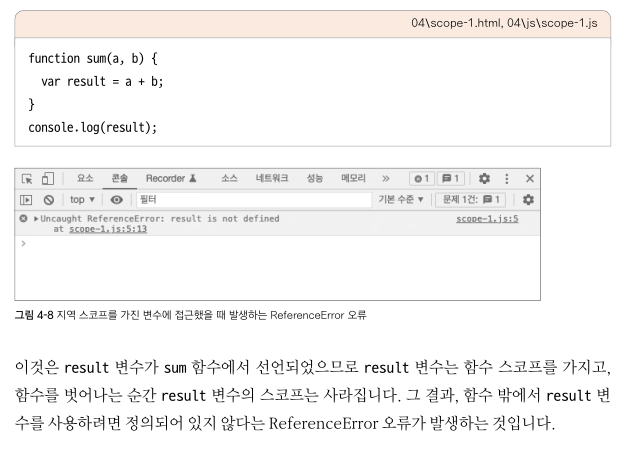 04\scope-1.html, 04\js\scope-1.js
function sum(a, b) {
  var result = a + b;
}
console.log(result);
요소 콘솔 Recorder 소스 네트워크 성능 메모리 » 1 1
top ▼ 필터 기본 수준 ▼ 문제 1건: 1
▶Uncaught ReferenceError: result is not defined scope-1.js:5
at scope-1.js:5:13
>
그림 4-8 지역 스코프를 가진 변수에 접근했을 때 발생하는 ReferenceError 오류
이것은 result 변수가 sum 함수에서 선언되었으므로 result 변수는 함수 스코프를 가지고,
함수를 벗어나는 순간 result 변수의 스코프는 사라집니다. 그 결과, 함수 밖에서 result 변
수를 사용하려면 정의되어 있지 않다는 ReferenceError 오류가 발생하는 것입니다.